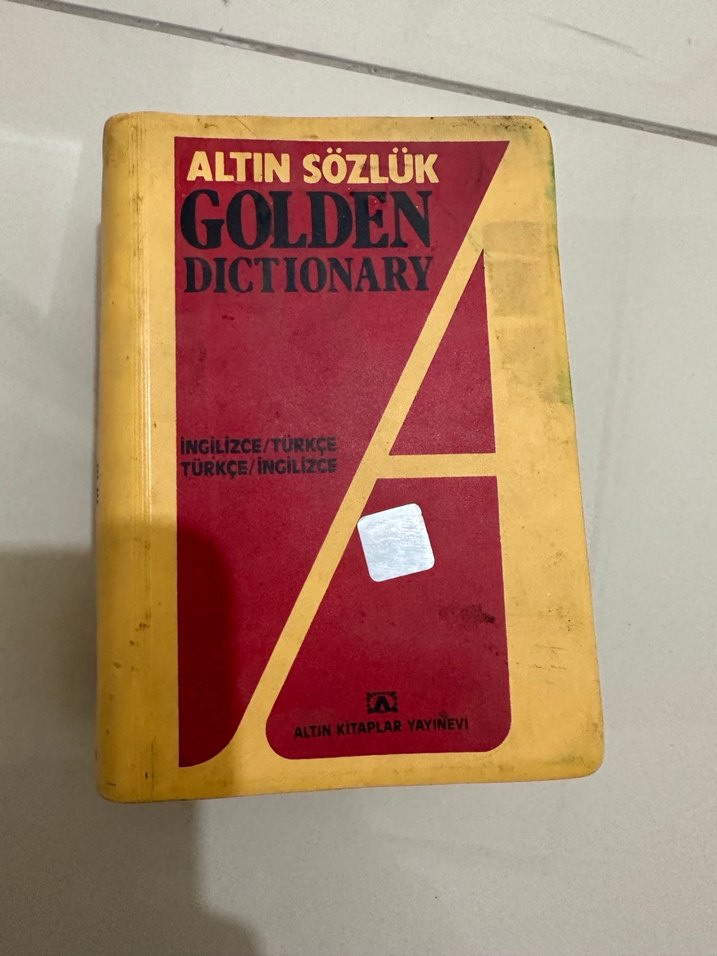 ALTIN SÖZLÜK
GOLDEN
DICTIONARY
İNGİLİZCE/TÜRKÇE
TÜRKÇE/İNGİLİZCE
ALTIN KİTAPLAR YAYINEVİ